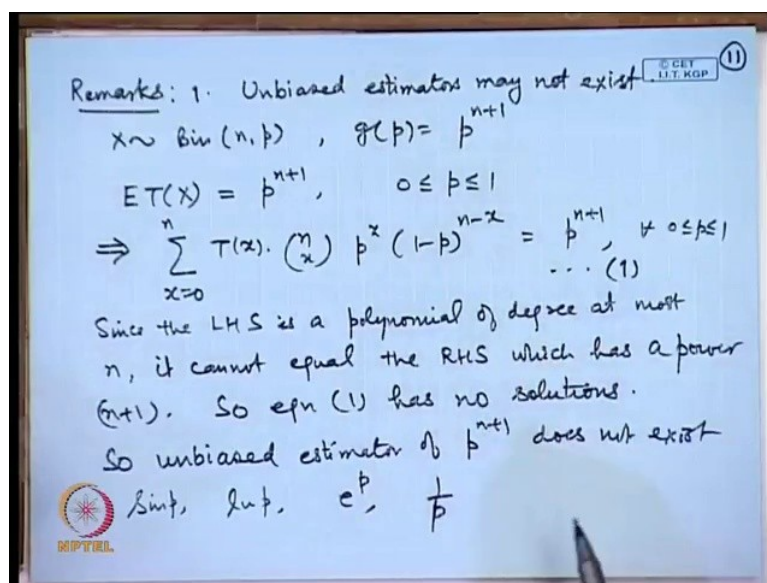 Remarks: 1. Unbiased estimators may not exist.
© CET
I.I.T. KGP
11
X ~ Bin (n, p) , g(p) = p^{n+1}
E T(X) = p^{n+1}, 0 ≤ p ≤ 1
⇒ \sum_{x=0}^{n} T(x). \binom{n}{x} p^x (1-p)^{n-x} = p^{n+1}, ∀ 0 ≤ p ≤ 1
... (1)
Since the LHS is a polynomial of degree at most
n, it cannot equal the RHS which has a power
(n+1). So eqn (1) has no solutions.
So unbiased estimator of p^{n+1} does not exist
Sin p, ln p, e^p, \frac{1}{p}
NPTEL